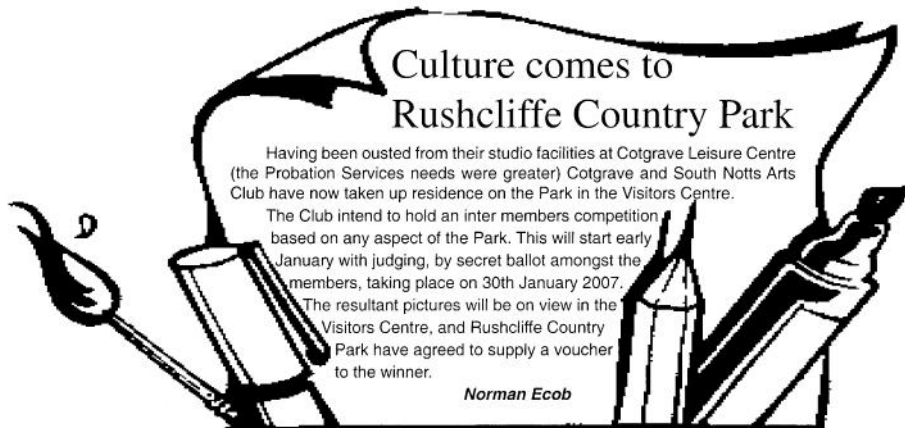 Culture comes to
Rushcliffe Country Park
Having been ousted from their studio facilities at Cotgrave Leisure Centre
(the Probation Services needs were greater) Cotgrave and South Notts Arts
Club have now taken up residence on the Park in the Visitors Centre.
The Club intend to hold an inter members competition
based on any aspect of the Park. This will start early
January with judging, by secret ballot amongst the
members, taking place on 30th January 2007.
The resultant pictures will be on view in the
Visitors Centre, and Rushcliffe Country
Park have agreed to supply a voucher
to the winner.
Norman Ecob